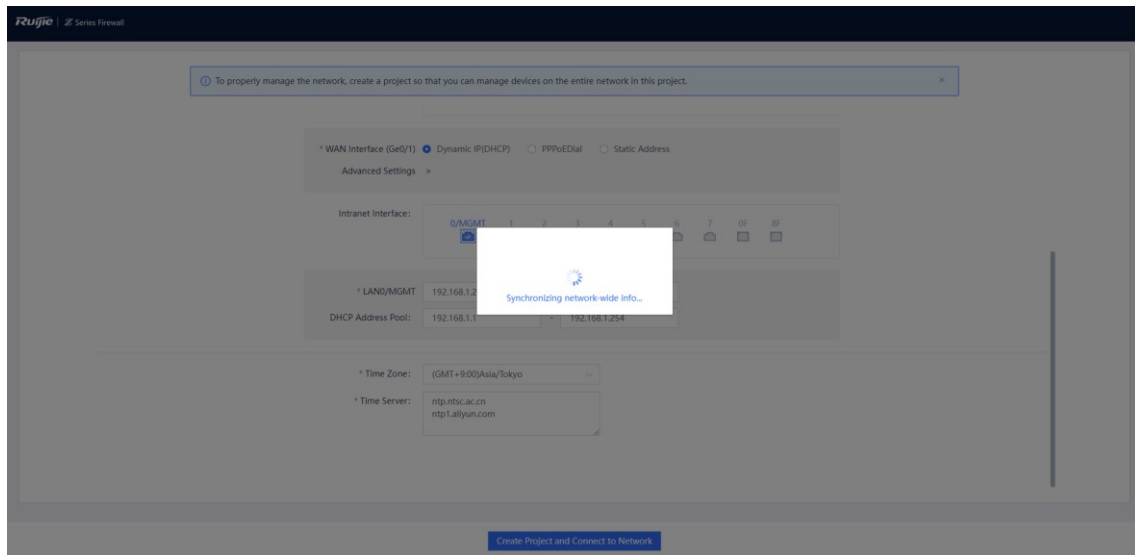 Ruijie | Z Series Firewall
To properly manage the network, create a project so that you can manage devices on the entire network in this project.
* WAN Interface (Ge0/1) Dynamic IP(DHCP) PPPoEDial Static Address
Advanced Settings >
Intranet Interface:
0/MGMT 1 2 3 4 5 6 7 0F 8F
Synchronizing network-wide info...
* LAN0/MGMT 192.168.1.2
DHCP Address Pool: 192.168.1.1 - 192.168.1.254
* Time Zone: (GMT+9:00)Asia/Tokyo
* Time Server: ntp.ntsc.ac.cn
ntp1.aliyun.com
Create Project and Connect to Network